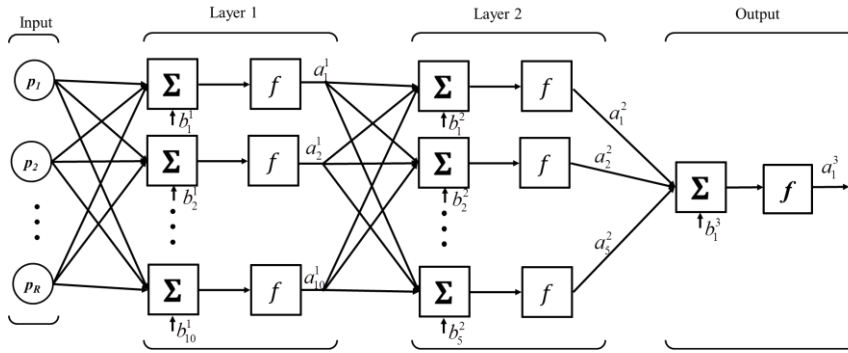 Input Layer 1 Layer 2 Output
p₁ Σ f a₁¹ Σ f
b₁¹ b₁² a₁²
p₂ Σ f a₂¹ Σ f a₂² Σ f a₁³
b₂¹ b₂² b₁³
a₅²
p_R Σ f a₁₀¹ Σ f
b₁₀¹ b₅²